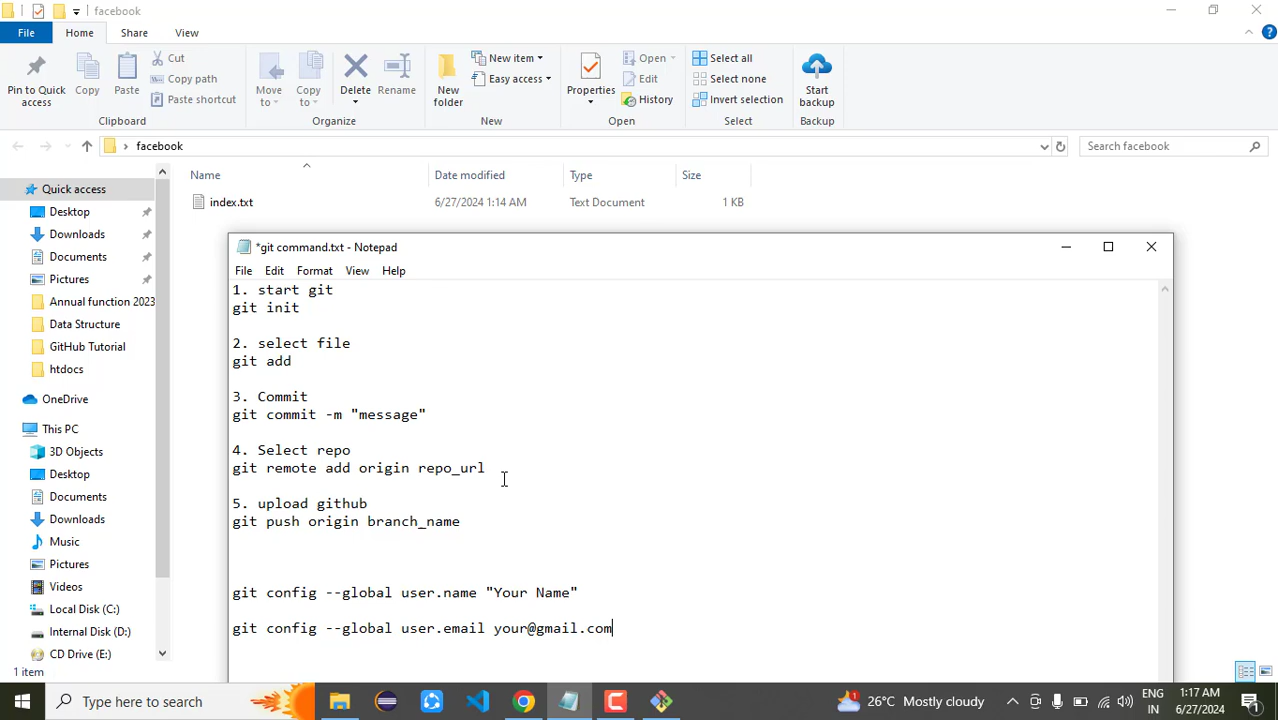 facebook
File
Home
Share
View
Pin to Quick access
Copy
Paste
Cut
Copy path
Paste shortcut
Clipboard
Move to
Copy to
Delete
Rename
Organize
New folder
New item
Easy access
New
Properties
Open
Edit
History
Open
Select all
Select none
Invert selection
Select
Start backup
Backup
facebook
Search facebook
Name
Date modified
Type
Size
index.txt
6/27/2024 1:14 AM
Text Document
1 KB
Quick access
Desktop
Downloads
Documents
Pictures
Annual function 2023
Data Structure
GitHub Tutorial
htdocs
OneDrive
This PC
3D Objects
Desktop
Documents
Downloads
Music
Pictures
Videos
Local Disk (C:)
Internal Disk (D:)
CD Drive (E:)
1 item
*git command.txt - Notepad
File Edit Format View Help
1. start git
git init
2. select file
git add
3. Commit
git commit -m "message"
4. Select repo
git remote add origin repo_url
5. upload github
git push origin branch_name
git config --global user.name "Your Name"
git config --global user.email your@gmail.com
Type here to search
1
26°C Mostly cloudy
ENG
IN
1:17 AM
6/27/2024
1